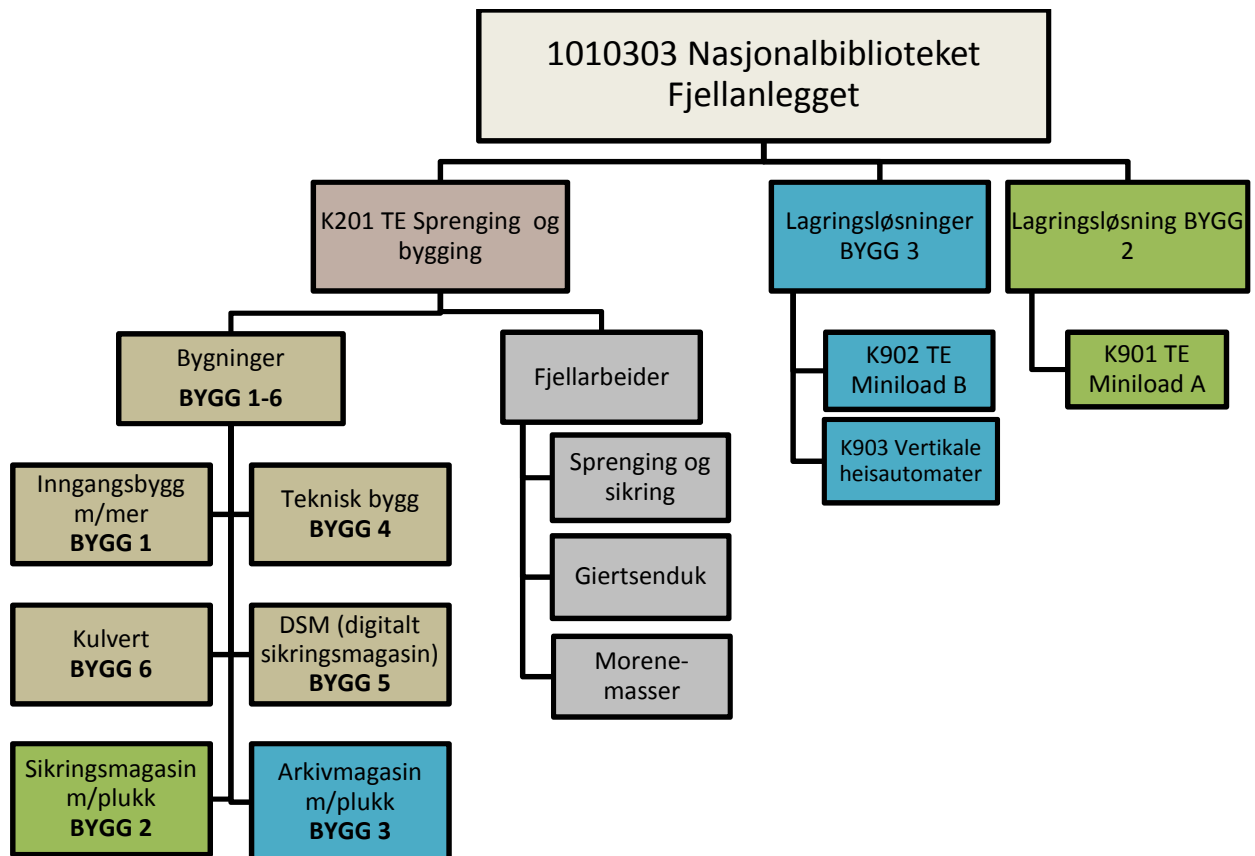 1010303 Nasjonalbiblioteket
Fjellanlegget
K201 TE Sprenging og
bygging
Lagringsløsninger
BYGG 3
Lagringsløsning BYGG
2
Bygninger
BYGG 1-6
Fjellarbeider
K902 TE
Miniload B
K901 TE
Miniload A
K903 Vertikale
heisautomater
Sprenging og
sikring
Giertsenduk
Morene-
masser
Inngangsbygg
m/mer
BYGG 1
Teknisk bygg
BYGG 4
Kulvert
BYGG 6
DSM (digitalt
sikringsmagasin)
BYGG 5
Sikringsmagasin
m/plukk
BYGG 2
Arkivmagasin
m/plukk
BYGG 3